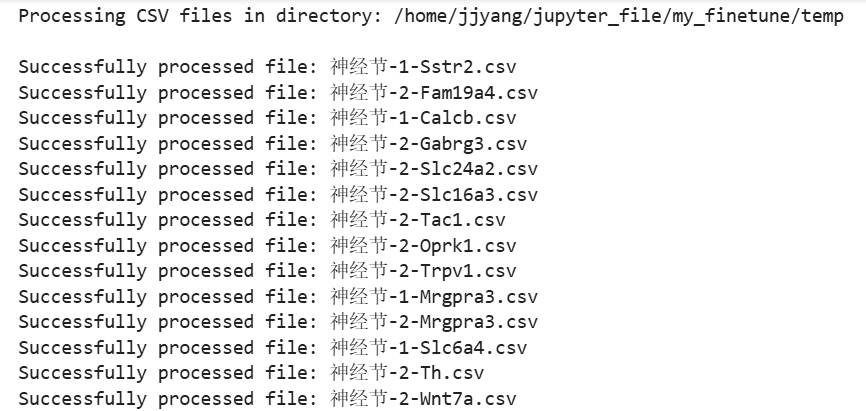 Processing CSV files in directory: /home/jjyang/jupyter_file/my_finetune/temp
Successfully processed file: 神经节-1-Sstr2.csv
Successfully processed file: 神经节-2-Fam19a4.csv
Successfully processed file: 神经节-1-Calcb.csv
Successfully processed file: 神经节-2-Gabrg3.csv
Successfully processed file: 神经节-2-Slc24a2.csv
Successfully processed file: 神经节-2-Slc16a3.csv
Successfully processed file: 神经节-2-Tac1.csv
Successfully processed file: 神经节-2-Oprk1.csv
Successfully processed file: 神经节-2-Trpv1.csv
Successfully processed file: 神经节-1-Mrgpra3.csv
Successfully processed file: 神经节-2-Mrgpra3.csv
Successfully processed file: 神经节-1-Slc6a4.csv
Successfully processed file: 神经节-2-Th.csv
Successfully processed file: 神经节-2-Wnt7a.csv